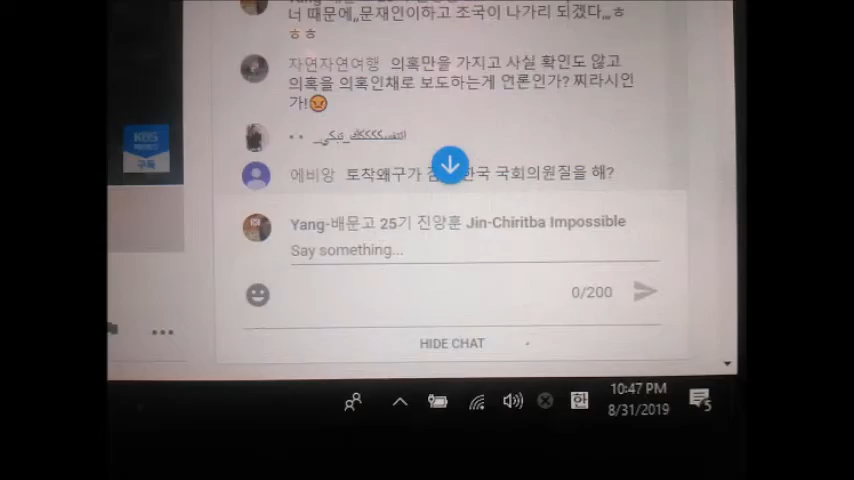 너 때문에,,문재인이하고 조국이 나가리 되겠다,,,ㅎ
ㅎㅎ
자연자연여행 의혹만을 가지고 사실 확인도 않고
의혹을 의혹인채로 보도하는게 언론인가? 찌라시인
가!😡
에비앙 토착왜구가 한국 국회의원질을 해?
Yang-배문고 25기 진양훈 Jin-Chiritba Impossible
Say something...
0/200
HIDE CHAT
KBS
구독
한
10:47 PM
8/31/2019
5